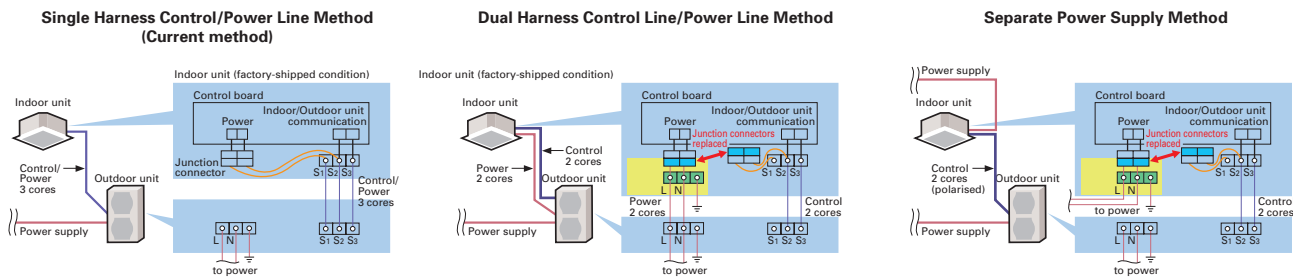 Single Harness Control/Power Line Method
(Current method)
Indoor unit (factory-shipped condition)
Control board
Indoor unit
Indoor/Outdoor unit
communication
Power
Junction
connector
S1 S2 S3
Control/
Power
3 cores
Outdoor unit
Control/
Power
3 cores
Power supply
L N
S1 S2 S3
to power
Dual Harness Control Line/Power Line Method
Indoor unit (factory-shipped condition)
Control board
Indoor unit
Indoor/Outdoor unit
communication
Power
Junction connectors
replaced
Control
2 cores
Power
2 cores
S1 S2 S3
Outdoor unit
L N
Power
2 cores
Control
2 cores
Power supply
L N
S1 S2 S3
to power
Separate Power Supply Method
Power supply
Control board
Indoor unit
Indoor/Outdoor unit
communication
Power
Junction connectors
replaced
S1 S2 S3
Control
2 cores
(polarised)
Outdoor unit
L N
to power
Control
2 cores
Power supply
L N
S1 S2 S3
to power